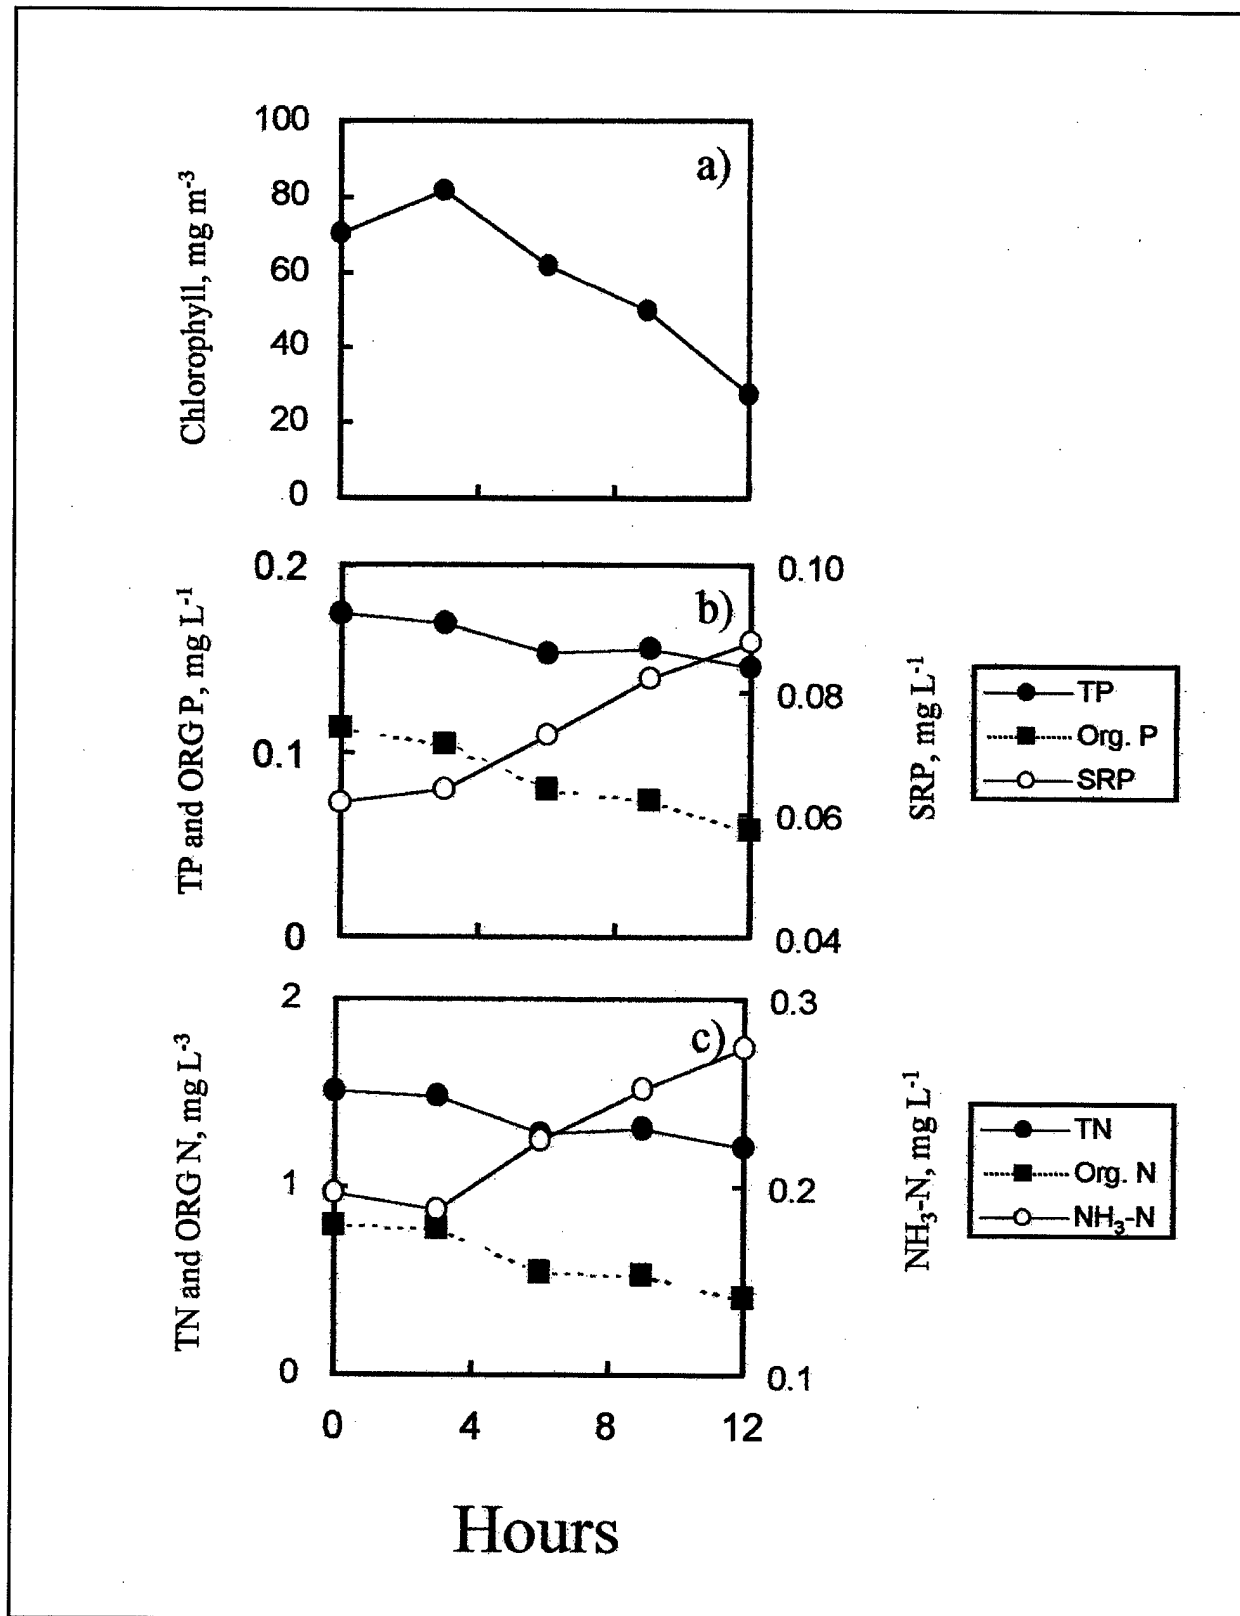 100
80
60
40
20
0
Chlorophyll, mg m-3
a)
0.2
0.1
0
TP and ORG P, mg L-1
b)
0.10
0.08
0.06
0.04
SRP, mg L-1
TP
Org. P
SRP
2
1
0
TN and ORG N, mg L-3
c)
0.3
0.2
0.1
NH3-N, mg L-1
TN
Org. N
NH3-N
0 4 8 12
Hours